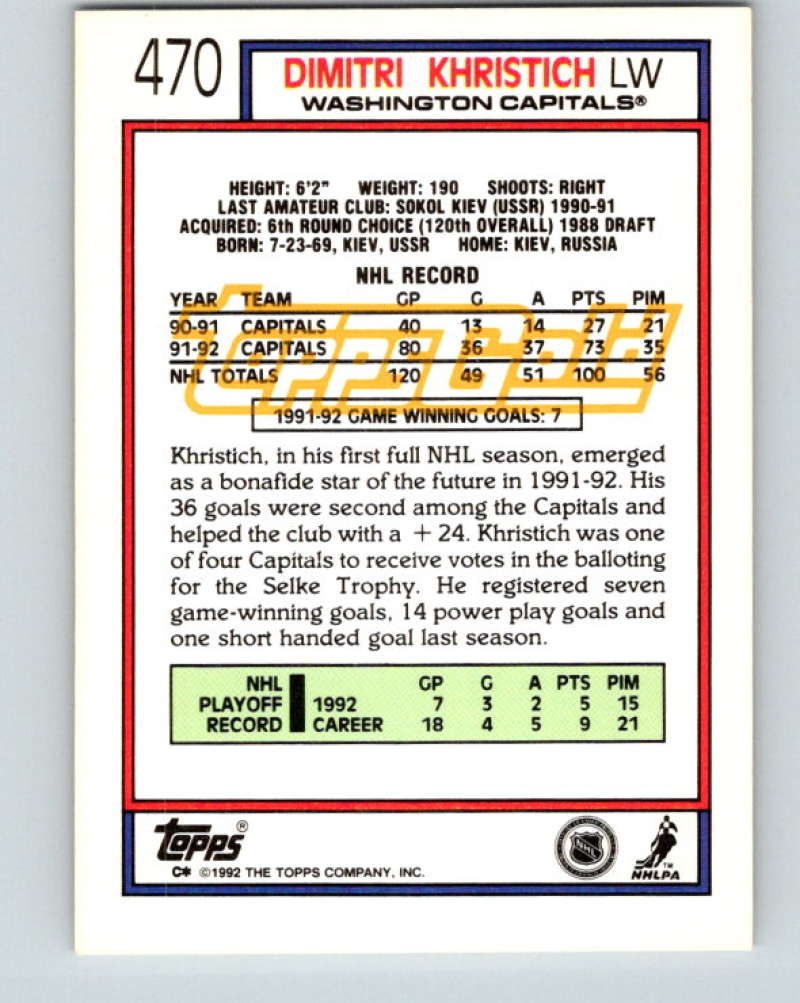 470
DIMITRI KHRISTICH LW
WASHINGTON CAPITALS®
HEIGHT: 6'2" WEIGHT: 190 SHOOTS: RIGHT
LAST AMATEUR CLUB: SOKOL KIEV (USSR) 1990-91
ACQUIRED: 6th ROUND CHOICE (120th OVERALL) 1988 DRAFT
BORN: 7-23-69, KIEV, USSR HOME: KIEV, RUSSIA
NHL RECORD
YEAR TEAM GP G A PTS PIM
90-91 CAPITALS 40 13 14 27 21
91-92 CAPITALS 80 36 37 73 35
NHL TOTALS 120 49 51 100 56
Topps Gold
1991-92 GAME WINNING GOALS: 7
Khristich, in his first full NHL season, emerged
as a bonafide star of the future in 1991-92. His
36 goals were second among the Capitals and
helped the club with a + 24. Khristich was one
of four Capitals to receive votes in the balloting
for the Selke Trophy. He registered seven
game-winning goals, 14 power play goals and
one short handed goal last season.
NHL GP G A PTS PIM
PLAYOFF 1992 7 3 2 5 15
RECORD CAREER 18 4 5 9 21
Topps®
C* ©1992 THE TOPPS COMPANY, INC.
NHL
NHLPA™